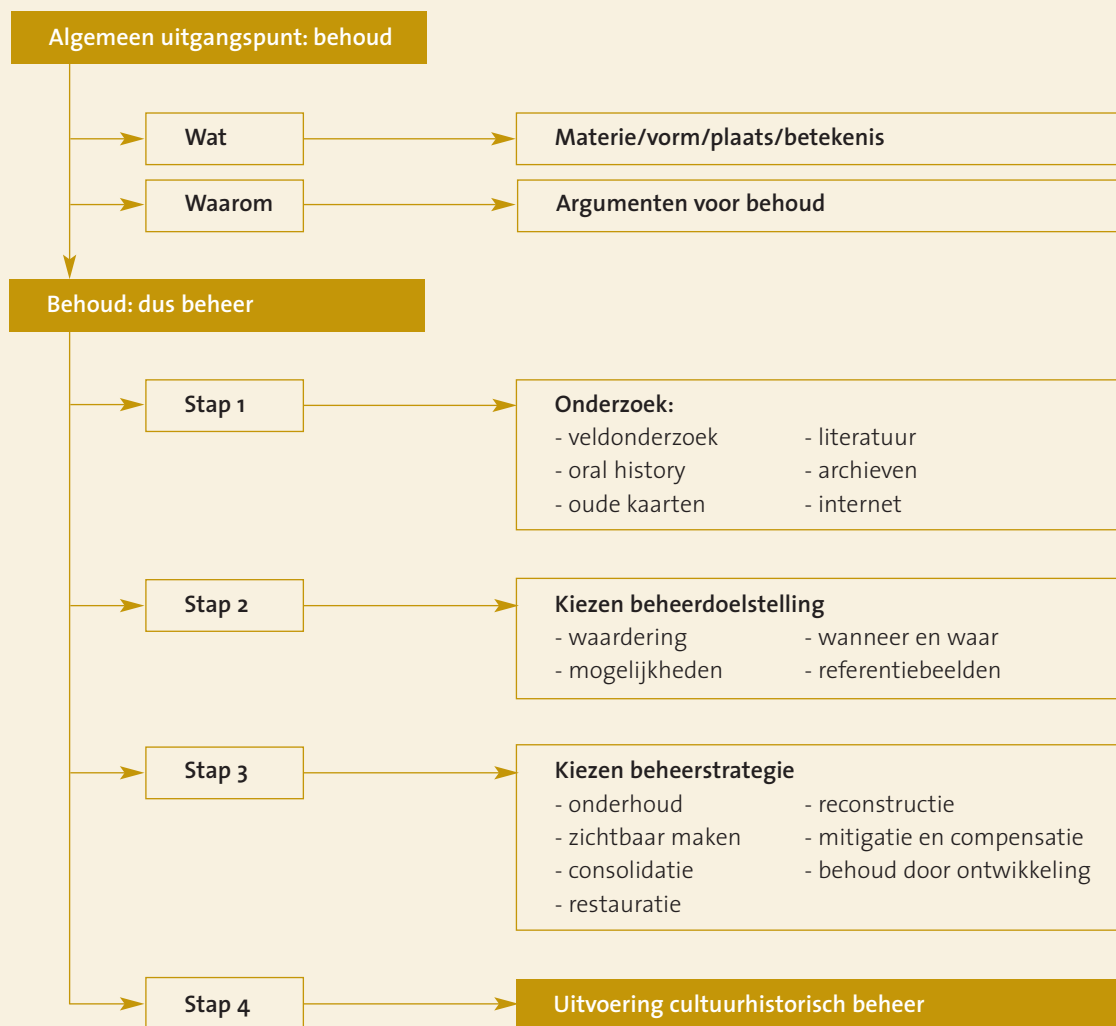 Algemeen uitgangspunt: behoud
Wat
Materie/vorm/plaats/betekenis
Waarom
Argumenten voor behoud
Behoud: dus beheer
Stap 1
Onderzoek:
- veldonderzoek - literatuur
- oral history - archieven
- oude kaarten - internet
Stap 2
Kiezen beheerdoelstelling
- waardering - wanneer en waar
- mogelijkheden - referentiebeelden
Stap 3
Kiezen beheerstrategie
- onderhoud - reconstructie
- zichtbaar maken - mitigatie en compensatie
- consolidatie - behoud door ontwikkeling
- restauratie
Stap 4
Uitvoering cultuurhistorisch beheer